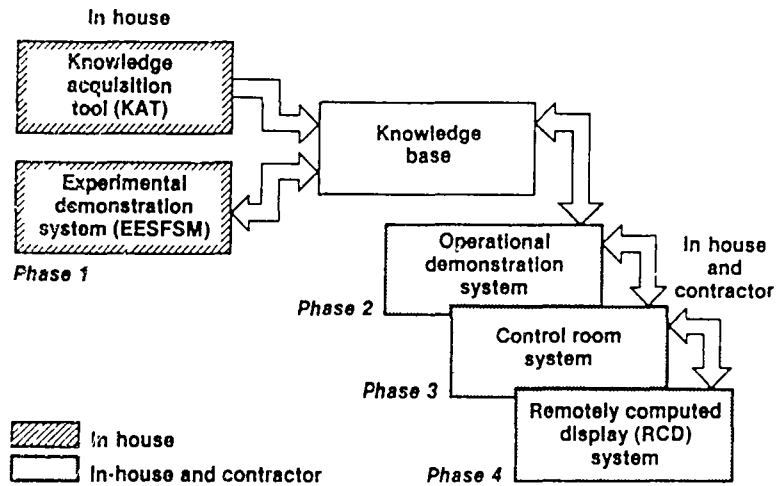 In house
Knowledge
acquisition
tool (KAT)
Knowledge
base
Experimental
demonstration
system (EESFSM)
Phase 1
Operational
demonstration
system
In house
and
contractor
Phase 2
Control room
system
Phase 3
Remotely computed
display (RCD)
system
Phase 4
In house
In-house and contractor